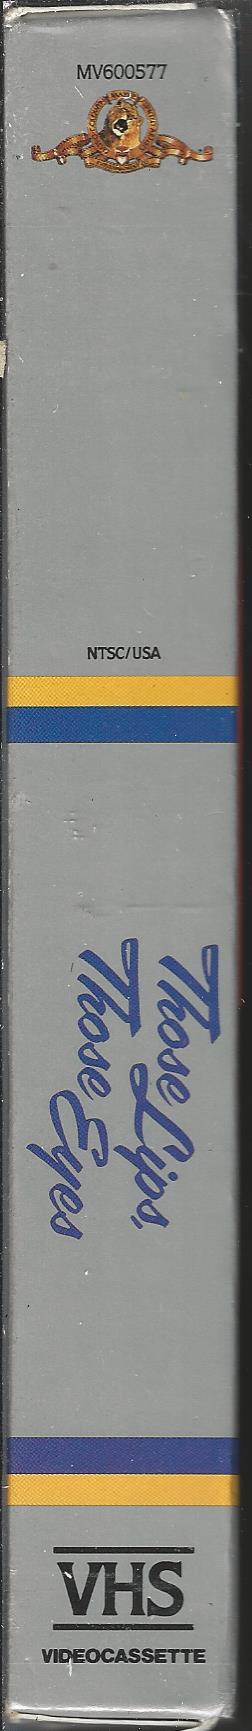 MV600577
NTSC/USA
Those Lips,
Those Eyes
VHS
VIDEOCASSETTE